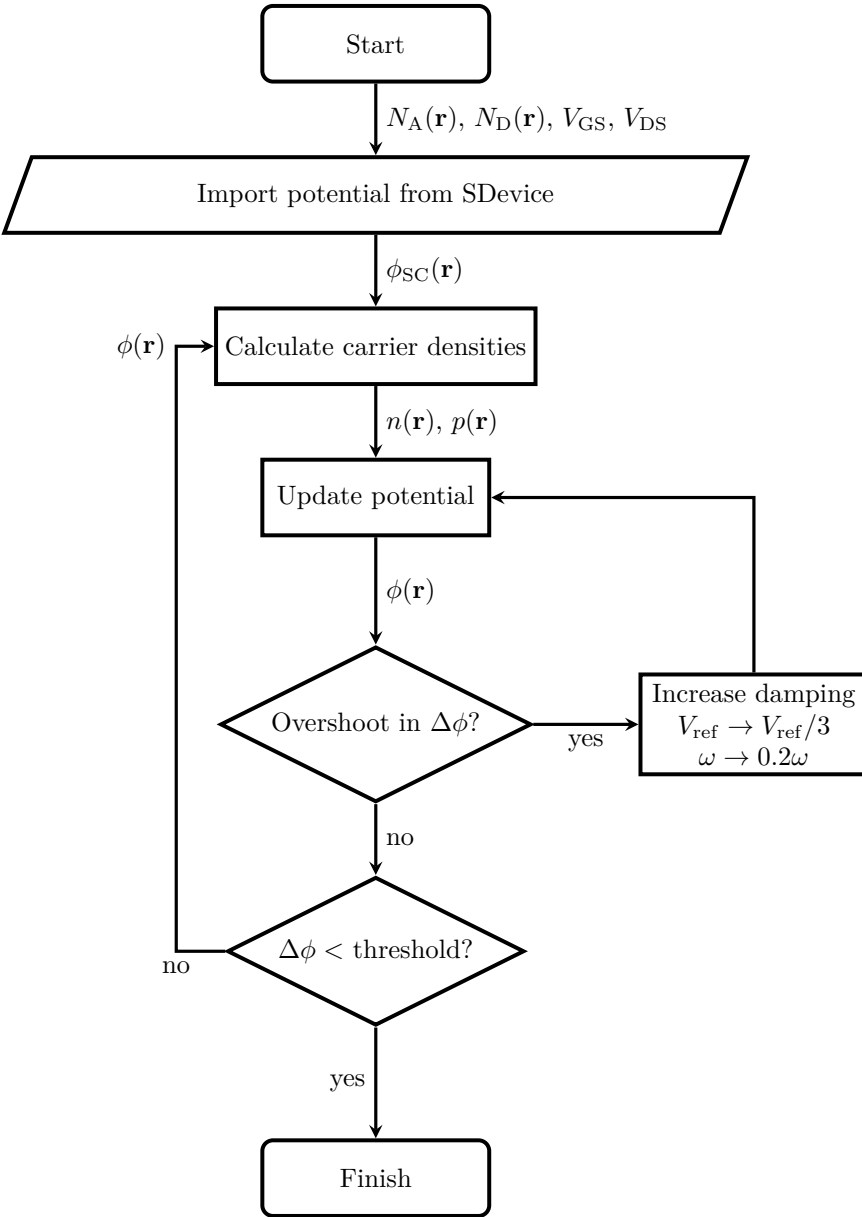 Start
N_A(r), N_D(r), V_GS, V_DS
Import potential from SDevice
ϕ_SC(r)
ϕ(r)
Calculate carrier densities
n(r), p(r)
Update potential
ϕ(r)
Overshoot in Δϕ?
yes
Increase damping
V_ref → V_ref/3
ω → 0.2ω
no
Δϕ < threshold?
no
yes
Finish